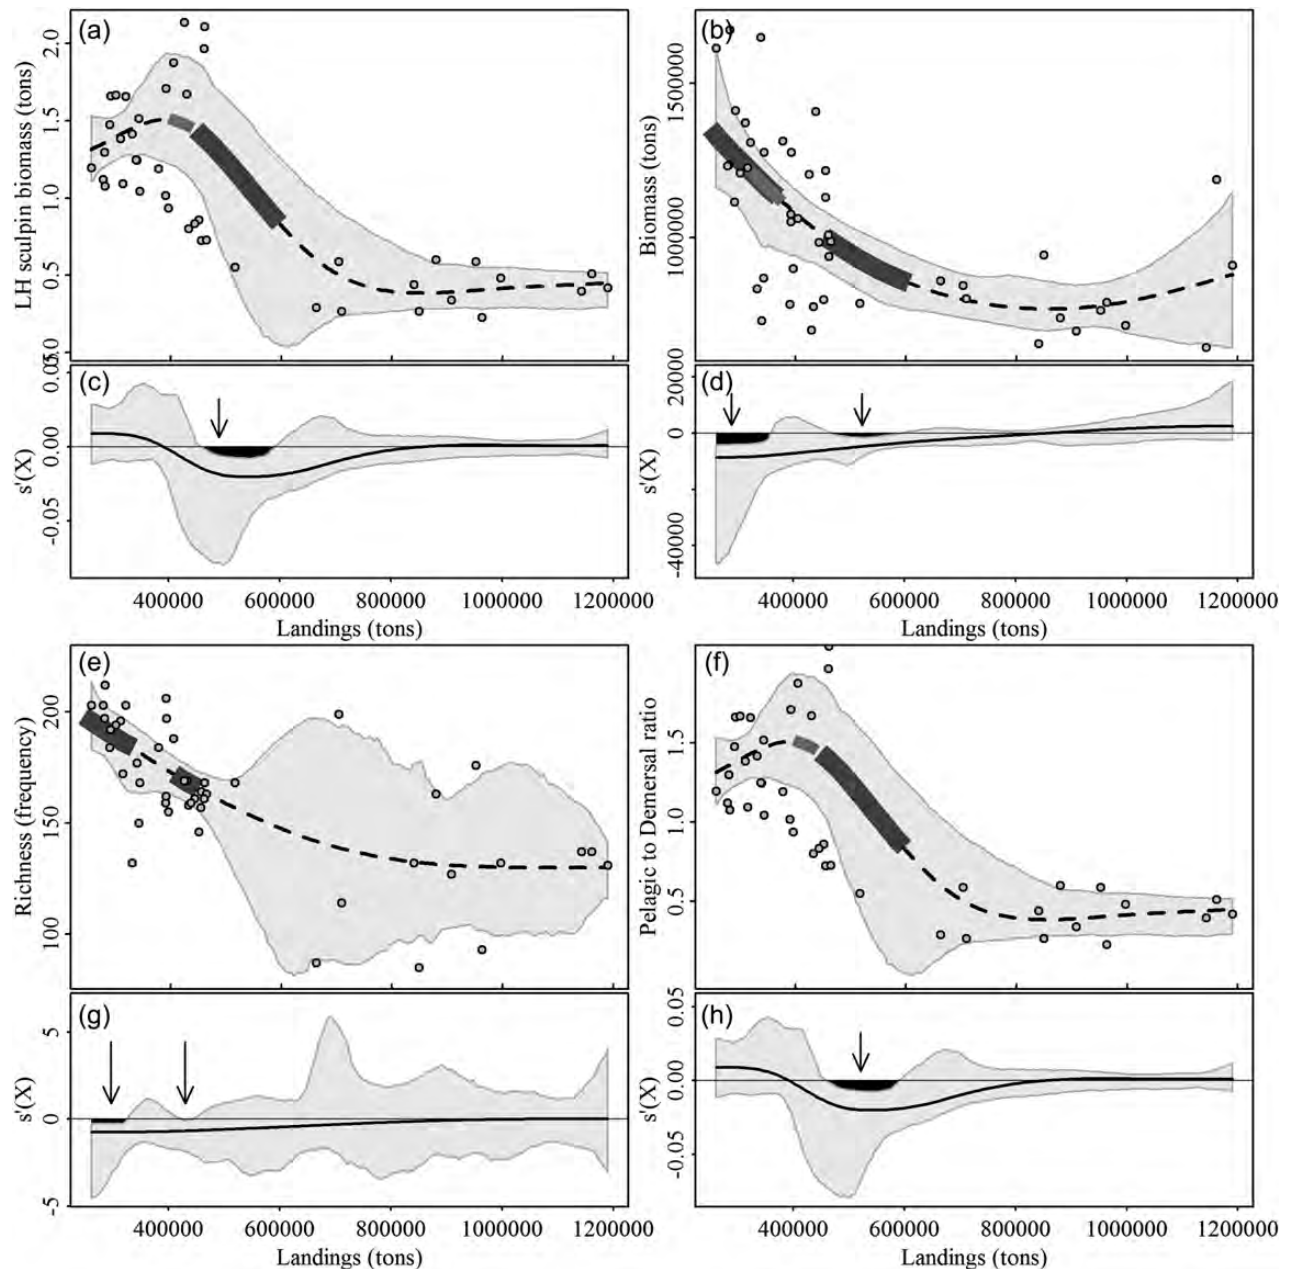 (a)
LH sculpin biomass (tons)
2.0
1.5
1.0
0.5
0.0
(b)
Biomass (tons)
1500000
1000000
(c)
s'(X)
0.05
0.00
-0.05
400000 600000 800000 1000000 1200000
Landings (tons)
(d)
s'(X)
20000
0
-40000
400000 600000 800000 1000000 1200000
Landings (tons)
(e)
Richness (frequency)
200
150
100
(f)
Pelagic to Demersal ratio
1.5
1.0
0.5
(g)
s'(X)
5
0
-5
400000 600000 800000 1000000 1200000
Landings (tons)
(h)
s'(X)
0.05
0.00
-0.05
400000 600000 800000 1000000 1200000
Landings (tons)